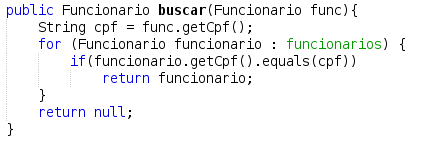 public Funcionario buscar(Funcionario func){
    String cpf = func.getCpf();
    for (Funcionario funcionario : funcionarios) {
        if(funcionario.getCpf().equals(cpf))
            return funcionario;
    }
    return null;
}